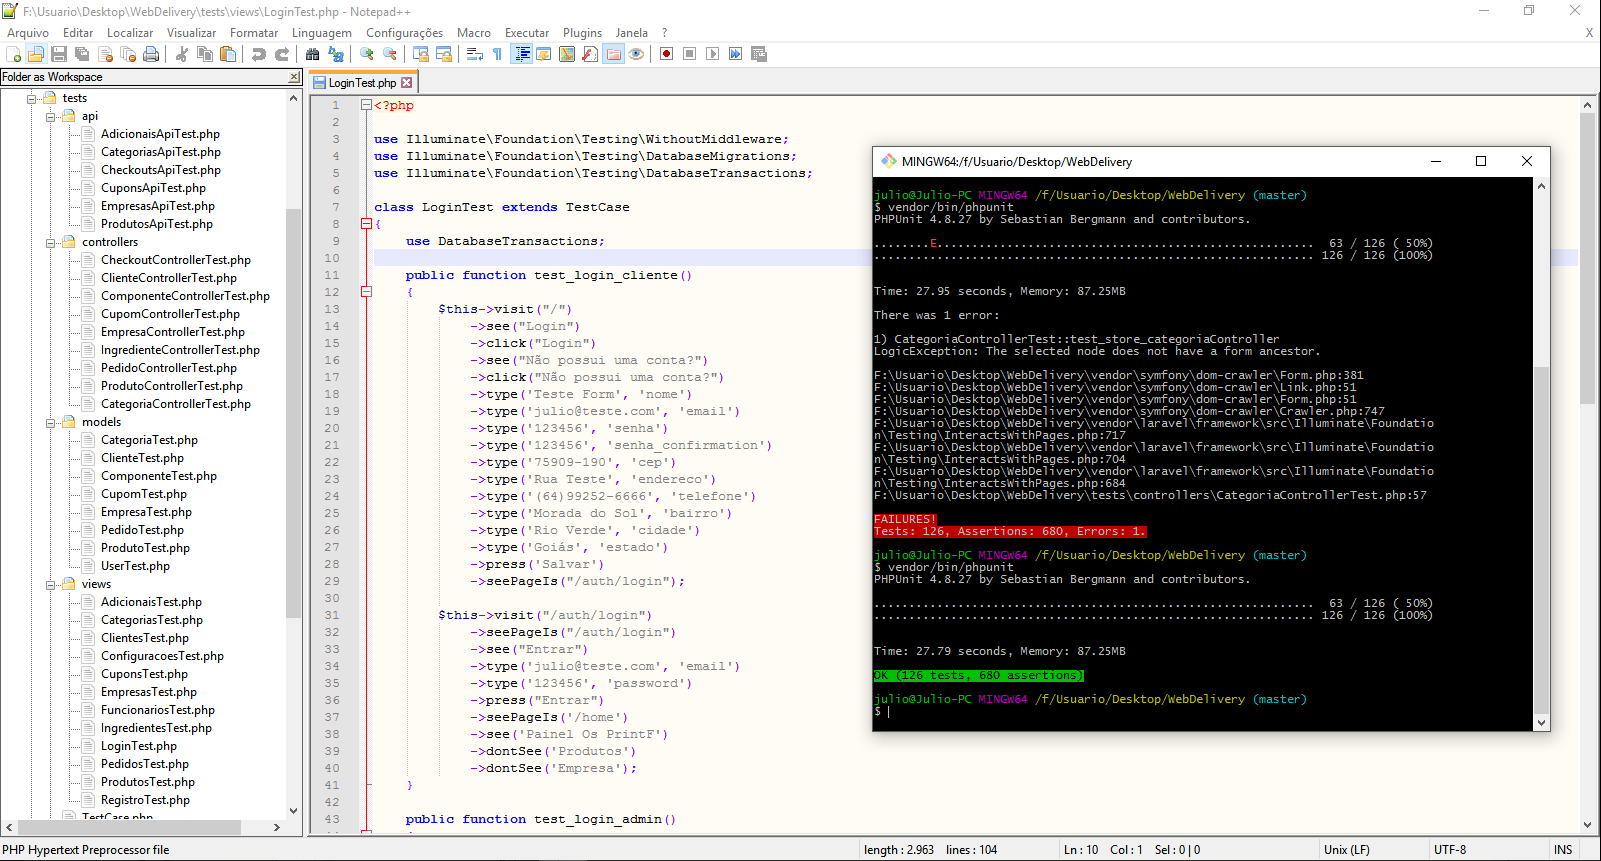 F:\Usuario\Desktop\WebDelivery\tests\views\LoginTest.php - Notepad++
Arquivo Editar Localizar Visualizar Formatar Linguagem Configurações Macro Executar Plugins Janela ? X
Folder as Workspace
tests
api
AdicionaisApiTest.php
CategoriasApiTest.php
CheckoutsApiTest.php
CuponsApiTest.php
EmpresasApiTest.php
ProdutosApiTest.php
controllers
CheckoutControllerTest.php
ClienteControllerTest.php
ComponenteControllerTest.php
CupomControllerTest.php
EmpresaControllerTest.php
IngredienteControllerTest.php
PedidoControllerTest.php
ProdutoControllerTest.php
CategoriaControllerTest.php
models
CategoriaTest.php
ClienteTest.php
ComponenteTest.php
CupomTest.php
EmpresaTest.php
PedidoTest.php
ProdutoTest.php
UserTest.php
views
AdicionaisTest.php
CategoriasTest.php
ClientesTest.php
ConfiguracoesTest.php
CuponsTest.php
EmpresasTest.php
FuncionariosTest.php
IngredientesTest.php
LoginTest.php
PedidosTest.php
ProdutosTest.php
RegistroTest.php
TestCase.php
LoginTest.php
1 <?php
2
3 use Illuminate\Foundation\Testing\WithoutMiddleware;
4 use Illuminate\Foundation\Testing\DatabaseMigrations;
5 use Illuminate\Foundation\Testing\DatabaseTransactions;
6
7 class LoginTest extends TestCase
8 {
9 use DatabaseTransactions;
10
11 public function test_login_cliente()
12 {
13 $this->visit("/")
14 ->see("Login")
15 ->click("Login")
16 ->see("Não possui uma conta?")
17 ->click("Não possui uma conta?")
18 ->type('Teste Form', 'nome')
19 ->type('julio@teste.com', 'email')
20 ->type('123456', 'senha')
21 ->type('123456', 'senha_confirmation')
22 ->type('75909-190', 'cep')
23 ->type('Rua Teste', 'endereco')
24 ->type('(64)99252-6666', 'telefone')
25 ->type('Morada do Sol', 'bairro')
26 ->type('Rio Verde', 'cidade')
27 ->type('Goiás', 'estado')
28 ->press('Salvar')
29 ->seePageIs("/auth/login");
30
31 $this->visit("/auth/login")
32 ->seePageIs("/auth/login")
33 ->see("Entrar")
34 ->type('julio@teste.com', 'email')
35 ->type('123456', 'password')
36 ->press("Entrar")
37 ->seePageIs('/home')
38 ->see('Painel Os PrintF')
39 ->dontSee('Produtos')
40 ->dontSee('Empresa');
41 }
42
43 public function test_login_admin()
MINGW64:/f/Usuario/Desktop/WebDelivery
julio@Julio-PC MINGW64 /f/Usuario/Desktop/WebDelivery (master)
$ vendor/bin/phpunit
PHPUnit 4.8.27 by Sebastian Bergmann and contributors.
........E...................................................... 63 / 126 ( 50%)
............................................................... 126 / 126 (100%)
Time: 27.95 seconds, Memory: 87.25MB
There was 1 error:
1) CategoriaControllerTest::test_store_categoriaController
LogicException: The selected node does not have a form ancestor.
F:\Usuario\Desktop\WebDelivery\vendor\symfony\dom-crawler\Form.php:381
F:\Usuario\Desktop\WebDelivery\vendor\symfony\dom-crawler\Link.php:51
F:\Usuario\Desktop\WebDelivery\vendor\symfony\dom-crawler\Form.php:51
F:\Usuario\Desktop\WebDelivery\vendor\symfony\dom-crawler\Crawler.php:747
F:\Usuario\Desktop\WebDelivery\vendor\laravel\framework\src\Illuminate\Foundatio
n\Testing\InteractsWithPages.php:717
F:\Usuario\Desktop\WebDelivery\vendor\laravel\framework\src\Illuminate\Foundatio
n\Testing\InteractsWithPages.php:704
F:\Usuario\Desktop\WebDelivery\vendor\laravel\framework\src\Illuminate\Foundatio
n\Testing\InteractsWithPages.php:684
F:\Usuario\Desktop\WebDelivery\tests\controllers\CategoriaControllerTest.php:57
FAILURES!
Tests: 126, Assertions: 680, Errors: 1.
julio@Julio-PC MINGW64 /f/Usuario/Desktop/WebDelivery (master)
$ vendor/bin/phpunit
PHPUnit 4.8.27 by Sebastian Bergmann and contributors.
............................................................... 63 / 126 ( 50%)
............................................................... 126 / 126 (100%)
Time: 27.79 seconds, Memory: 87.25MB
OK (126 tests, 680 assertions)
julio@Julio-PC MINGW64 /f/Usuario/Desktop/WebDelivery (master)
$
PHP Hypertext Preprocessor file length : 2.963 lines : 104 Ln : 10 Col : 1 Sel : 0 | 0 Unix (LF) UTF-8 INS